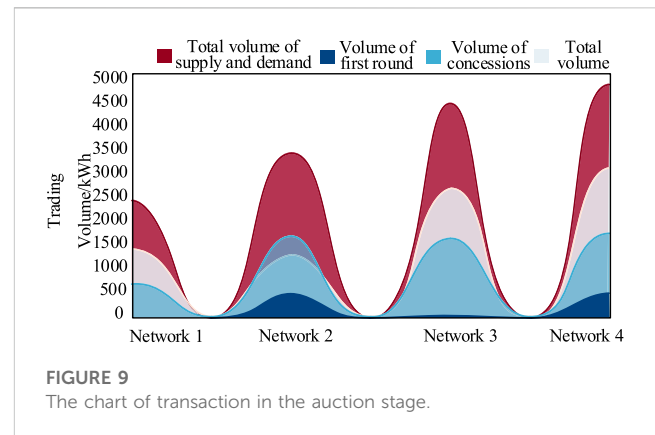 Total volume of
supply and demand
Volume of
first round
Volume of
concessions
Total
volume
Trading
Volume/kWh
5000
4500
4000
3500
3000
2500
2000
1500
1000
500
0
Network 1
Network 2
Network 3
Network 4
FIGURE 9
The chart of transaction in the auction stage.